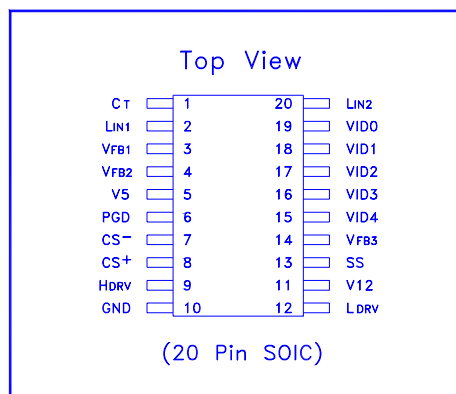 Top View
CT 1 20 LIN2
LIN1 2 19 VID0
VFB1 3 18 VID1
VFB2 4 17 VID2
V5 5 16 VID3
PGD 6 15 VID4
CS- 7 14 VFB3
CS+ 8 13 SS
HDRV 9 11 V12
GND 10 12 LDRV
(20 Pin SOIC)